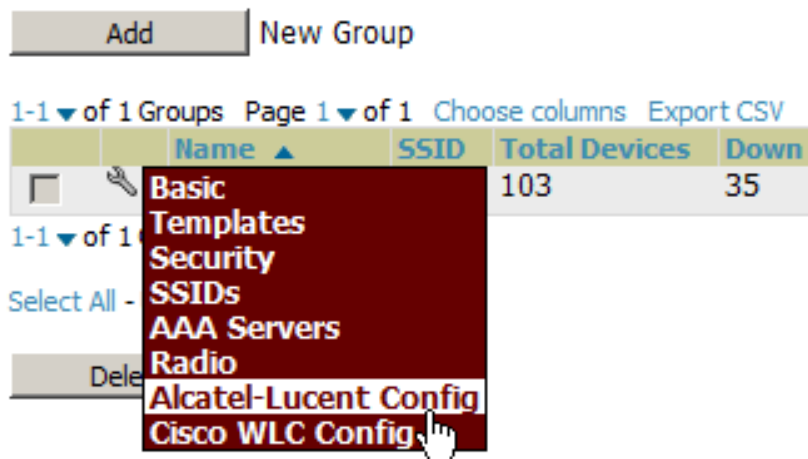 Add New Group
1-1 of 1 Groups Page 1 of 1 Choose columns Export CSV
Name SSID Total Devices Down
103 35
Basic
Templates
1-1 of 1
Security
Select All -
SSIDs
AAA Servers
Radio
Alcatel-Lucent Config
Cisco WLC Config